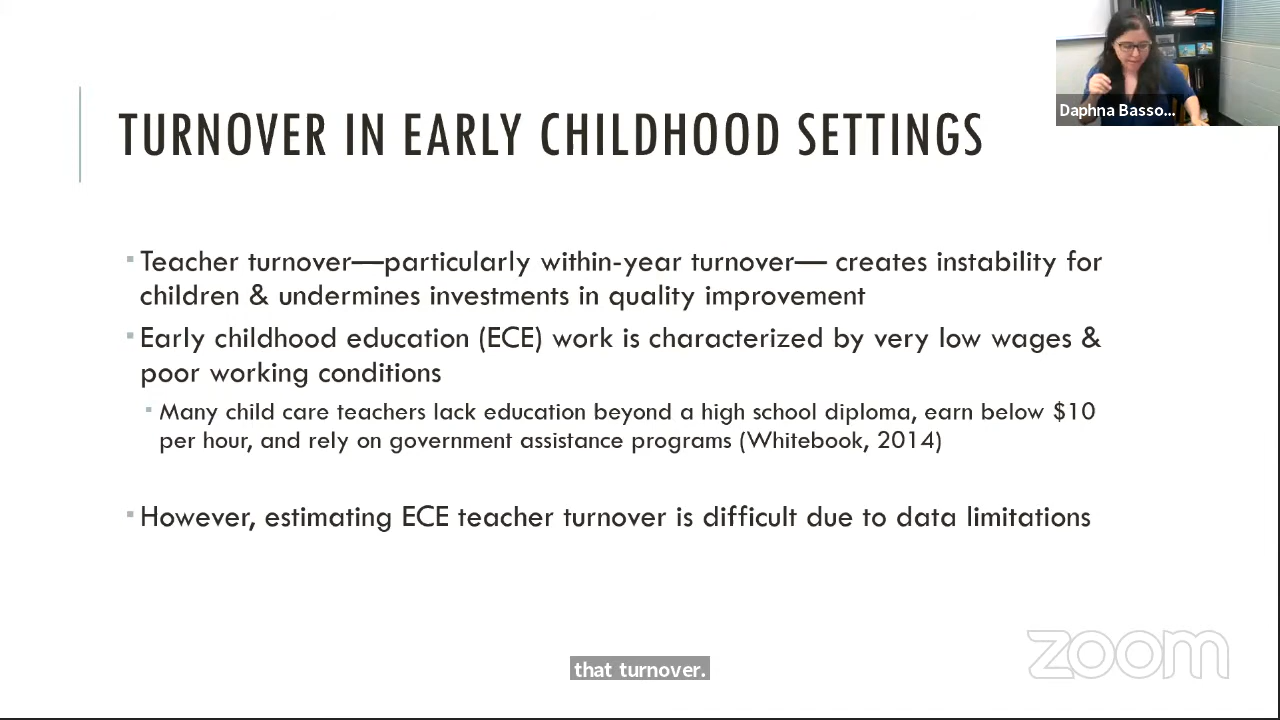 TURNOVER IN EARLY CHILDHOOD SETTINGS
Daphna Basso...
▪ Teacher turnover—particularly within-year turnover— creates instability for
children & undermines investments in quality improvement
▪ Early childhood education (ECE) work is characterized by very low wages &
poor working conditions
▪ Many child care teachers lack education beyond a high school diploma, earn below $10
per hour, and rely on government assistance programs (Whitebook, 2014)
▪ However, estimating ECE teacher turnover is difficult due to data limitations
that turnover.
zoom